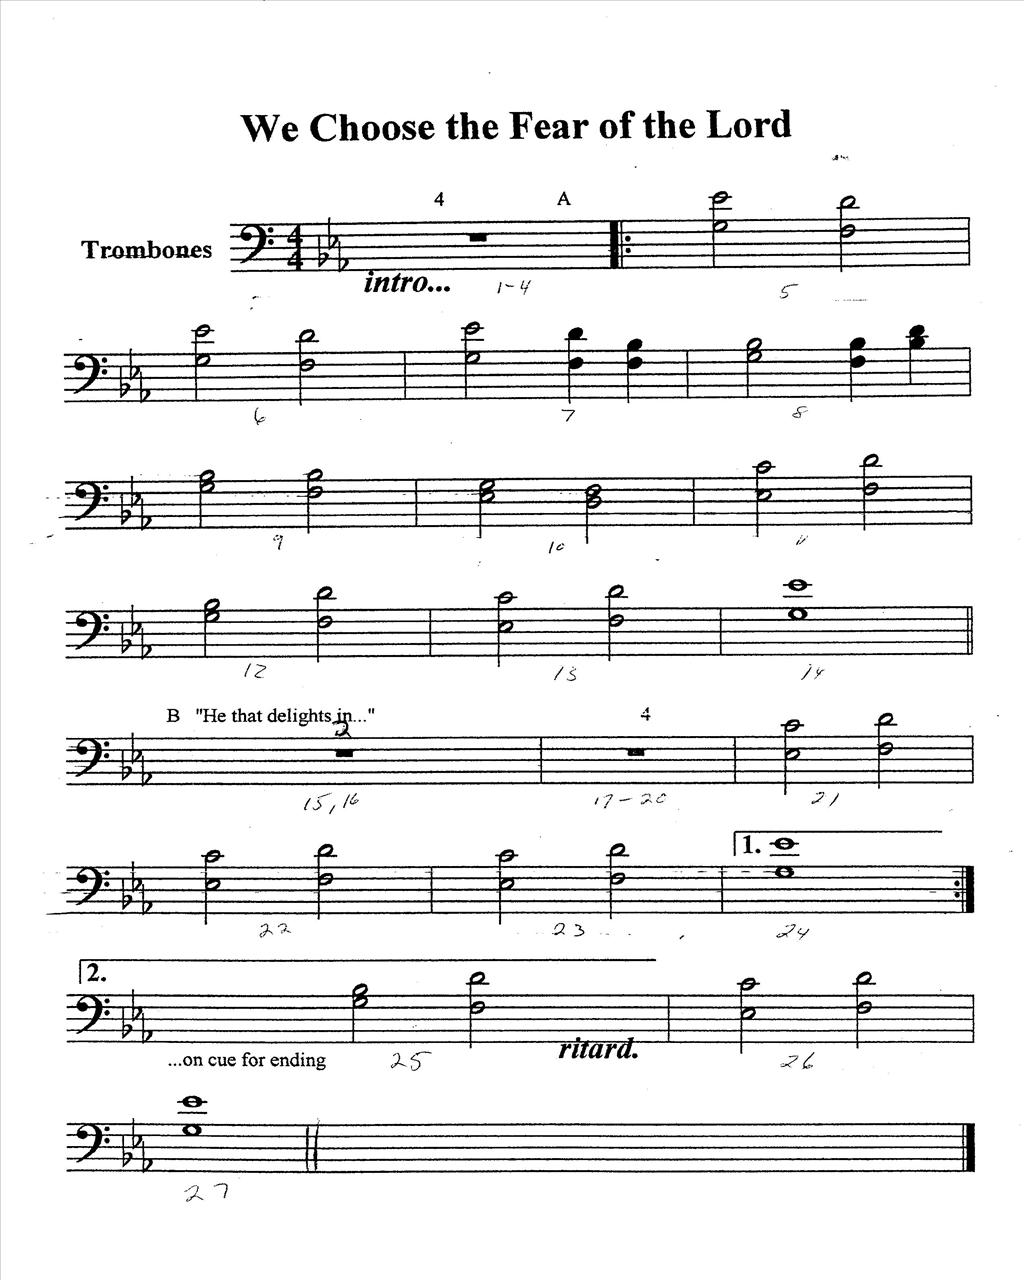 We Choose the Fear of the Lord
4 A
Trombones
4
4
intro... 1-4 5
6 7 8
9 10 11
12 13 14
B "He that delights in..." 4
2
15, 16 17-20 21
1.
22 23 24
2.
...on cue for ending 25 ritard. 26
27